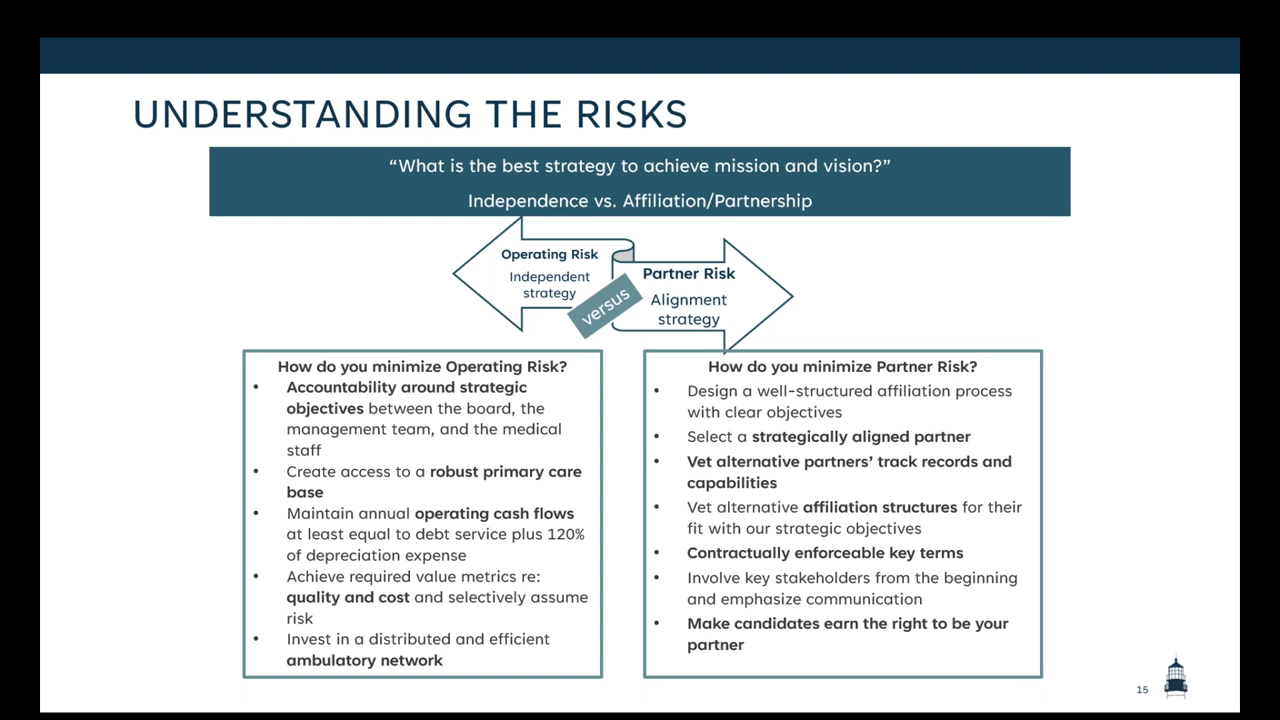 UNDERSTANDING THE RISKS
“What is the best strategy to achieve mission and vision?”
Independence vs. Affiliation/Partnership
Operating Risk
Independent
strategy
versus
Partner Risk
Alignment
strategy
How do you minimize Operating Risk?
• Accountability around strategic
objectives between the board, the
management team, and the medical
staff
• Create access to a robust primary care
base
• Maintain annual operating cash flows
at least equal to debt service plus 120%
of depreciation expense
• Achieve required value metrics re:
quality and cost and selectively assume
risk
• Invest in a distributed and efficient
ambulatory network
How do you minimize Partner Risk?
• Design a well-structured affiliation process
with clear objectives
• Select a strategically aligned partner
• Vet alternative partners’ track records and
capabilities
• Vet alternative affiliation structures for their
fit with our strategic objectives
• Contractually enforceable key terms
• Involve key stakeholders from the beginning
and emphasize communication
• Make candidates earn the right to be your
partner
15